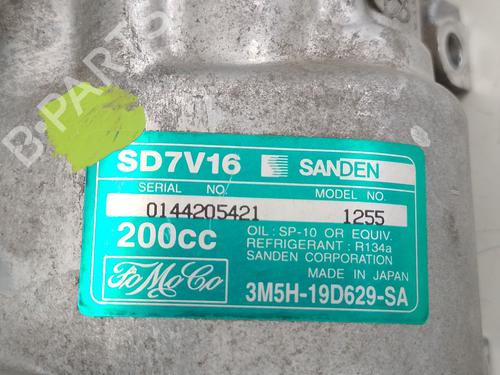 B-PARTS
SD7V16 SANDEN
SERIAL NO. MODEL NO.
0144205421 1255
200cc OIL : SP-10 OR EQUIV.
REFRIGERANT : R134a
SANDEN CORPORATION
MADE IN JAPAN
FoMoCo 3M5H-19D629-SA